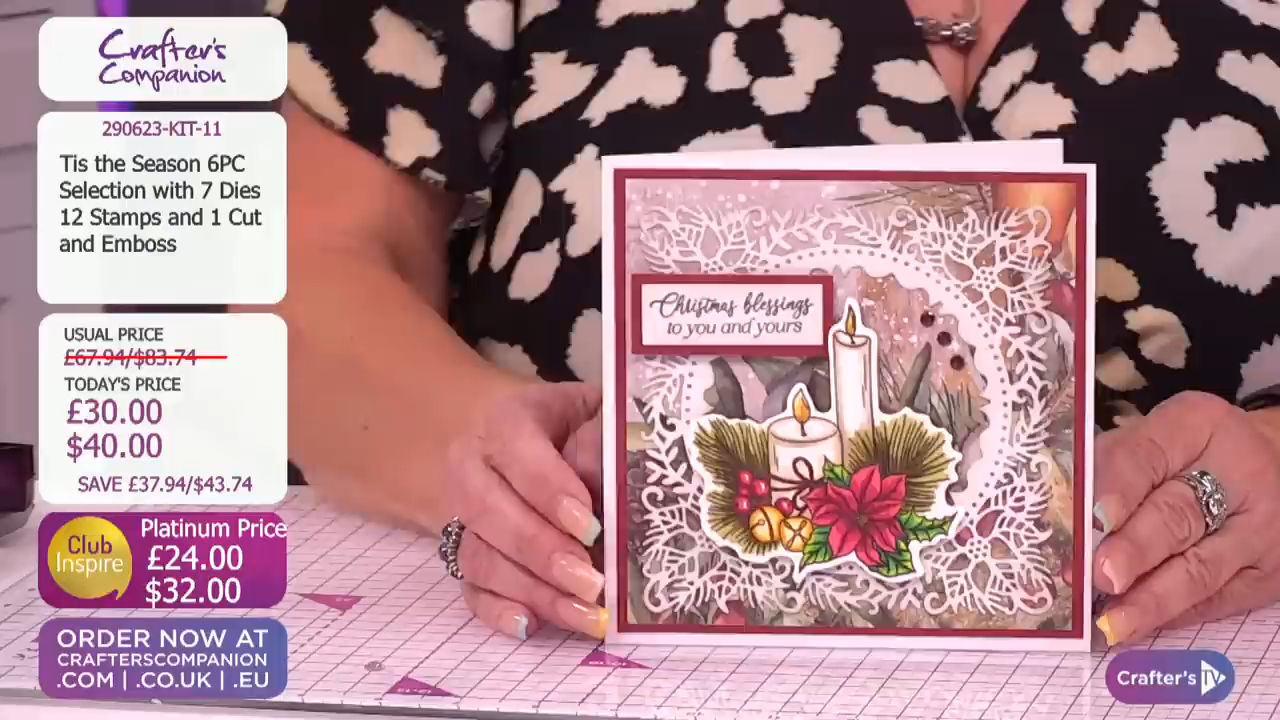 Crafter's
Companion
290623-KIT-11
Tis the Season 6PC
Selection with 7 Dies
12 Stamps and 1 Cut
and Emboss
USUAL PRICE
£67.94/$83.74
TODAY'S PRICE
£30.00
$40.00
SAVE £37.94/$43.74
Club
Inspire
Platinum Price
£24.00
$32.00
ORDER NOW AT
CRAFTERSCOMPANION
.COM | .CO.UK | .EU
Christmas blessings
to you and yours
Crafter's TV